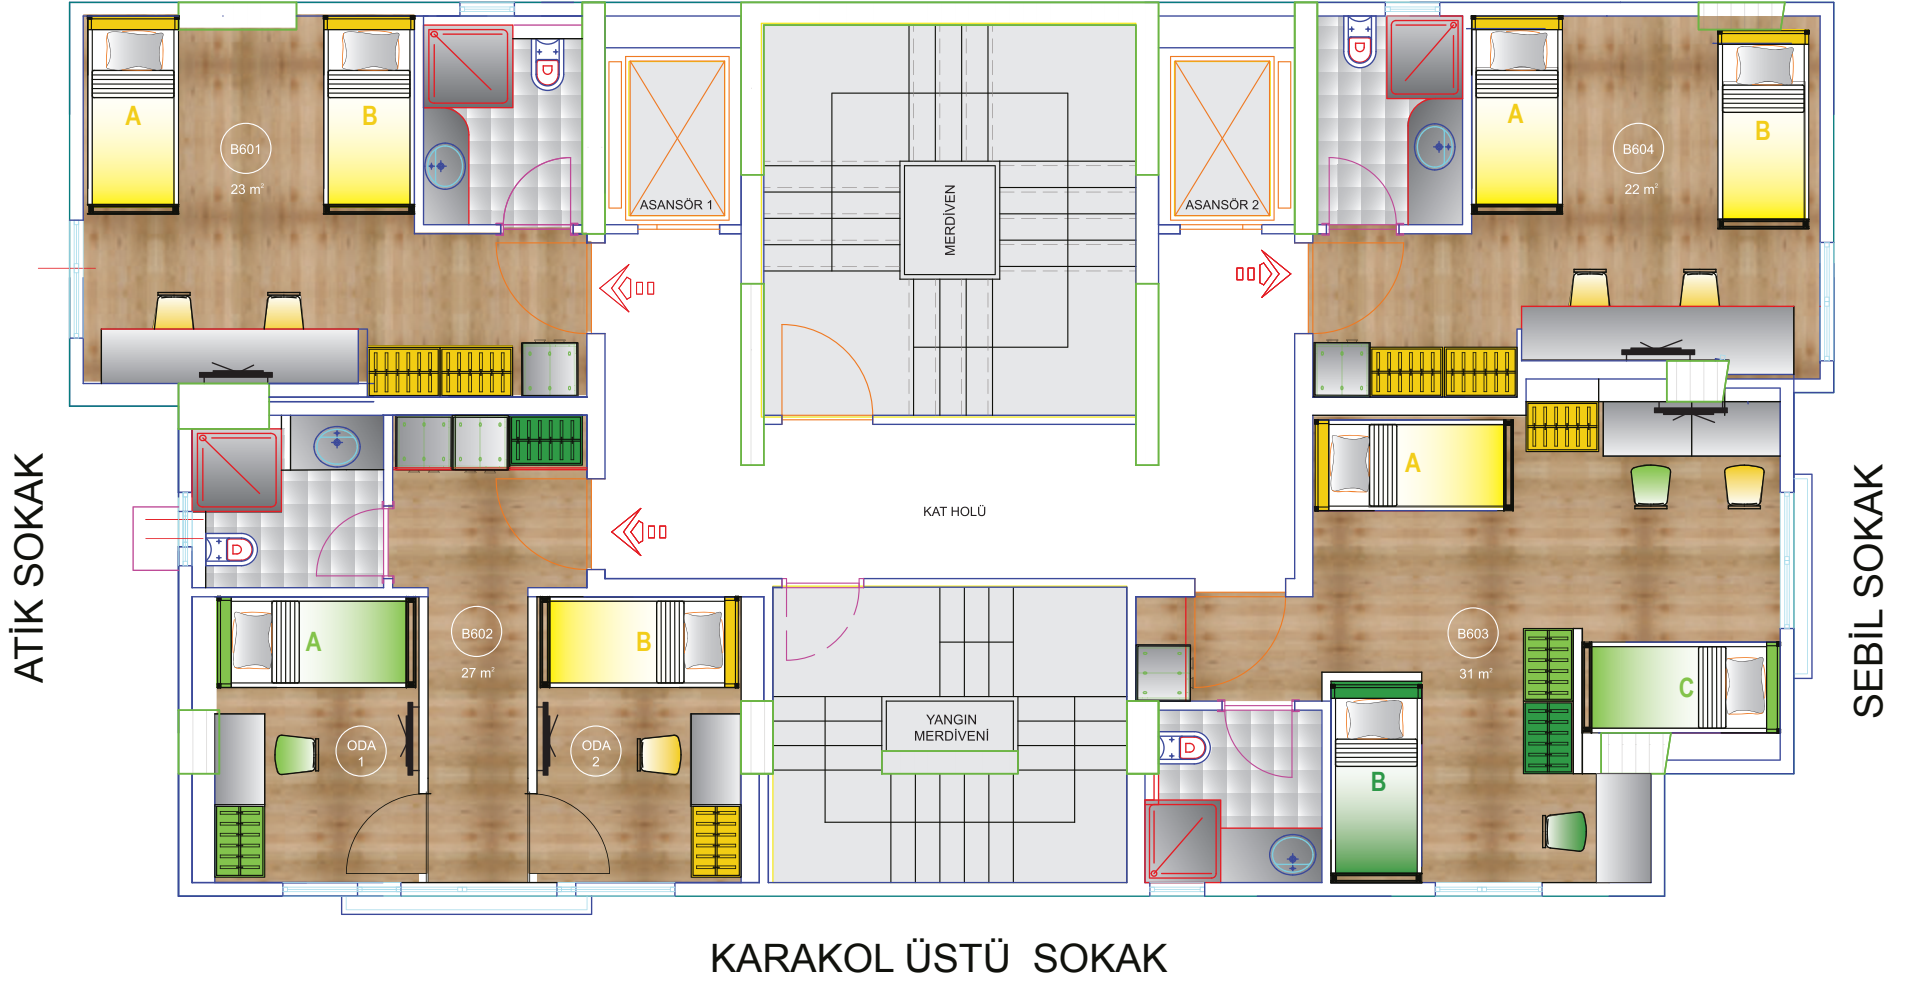 A
B
B601
23 m²
ASANSÖR 1
MERDİVEN
ASANSÖR 2
A
B
B604
22 m²
ATİK SOKAK
KAT HOLÜ
A
SEBİL SOKAK
A
B602
27 m²
B
B603
31 m²
C
YANGIN
MERDİVENİ
ODA
1
ODA
2
B
KARAKOL ÜSTÜ SOKAK